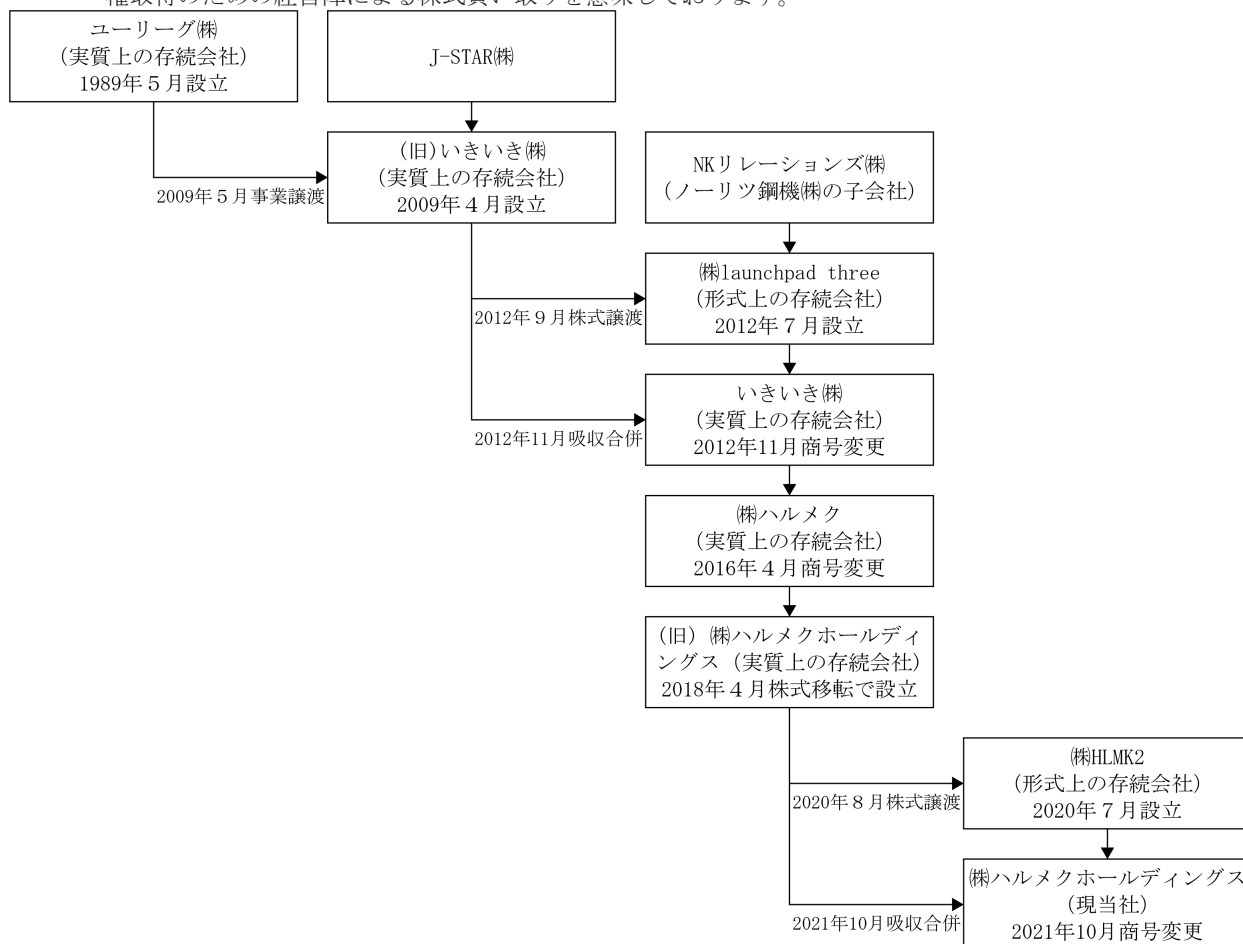 権取得のための経営陣による株式買い取りを意味しております。
ユーリーグ㈱
（実質上の存続会社）
1989年５月設立
J-STAR㈱
2009年５月事業譲渡
(旧)いきいき㈱
（実質上の存続会社）
2009年４月設立
NKリレーションズ㈱
（ノーリツ鋼機㈱の子会社）
2012年９月株式譲渡
㈱launchpad three
（形式上の存続会社）
2012年７月設立
2012年11月吸収合併
いきいき㈱
（実質上の存続会社）
2012年11月商号変更
㈱ハルメク
（実質上の存続会社）
2016年４月商号変更
（旧）㈱ハルメクホールディ
ングス（実質上の存続会社）
2018年４月株式移転で設立
2020年８月株式譲渡
㈱HLMK2
（形式上の存続会社）
2020年７月設立
2021年10月吸収合併
㈱ハルメクホールディングス
（現当社）
2021年10月商号変更